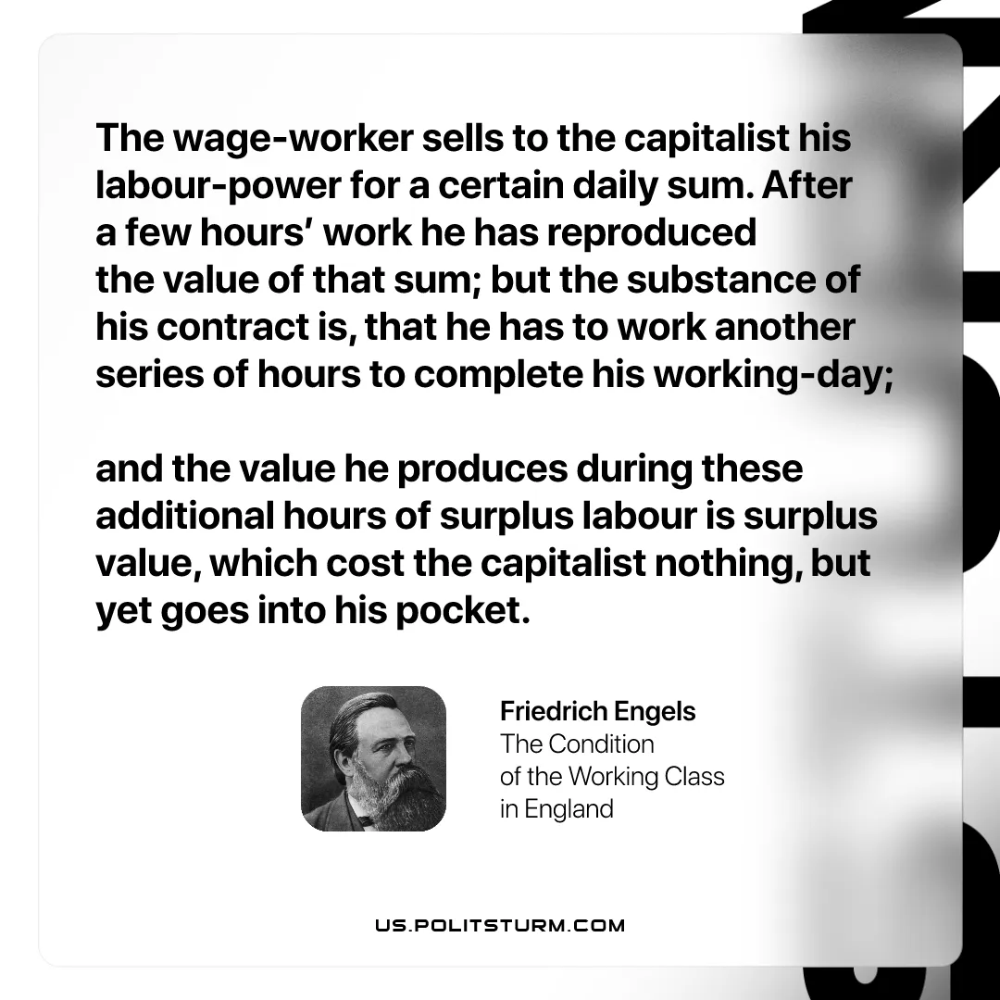 The wage-worker sells to the capitalist his
labour-power for a certain daily sum. After
a few hours’ work he has reproduced
the value of that sum; but the substance of
his contract is, that he has to work another
series of hours to complete his working-day;
and the value he produces during these
additional hours of surplus labour is surplus
value, which cost the capitalist nothing, but
yet goes into his pocket.
Friedrich Engels
The Condition
of the Working Class
in England
US.POLITSTURM.COM